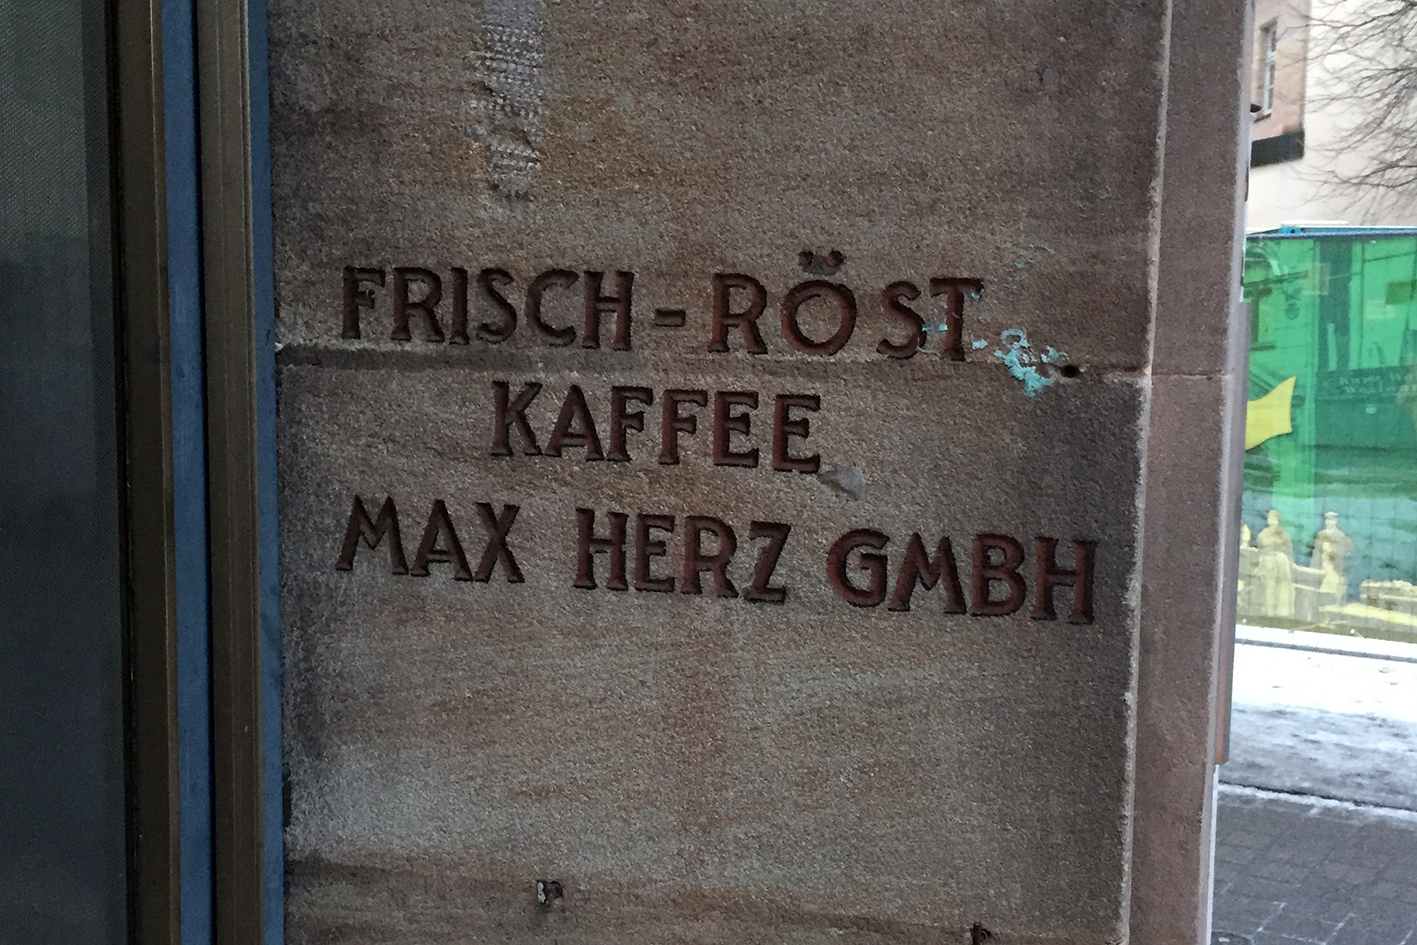 FRISCH-RÖST
KAFFEE
MAX HERZ GMBH